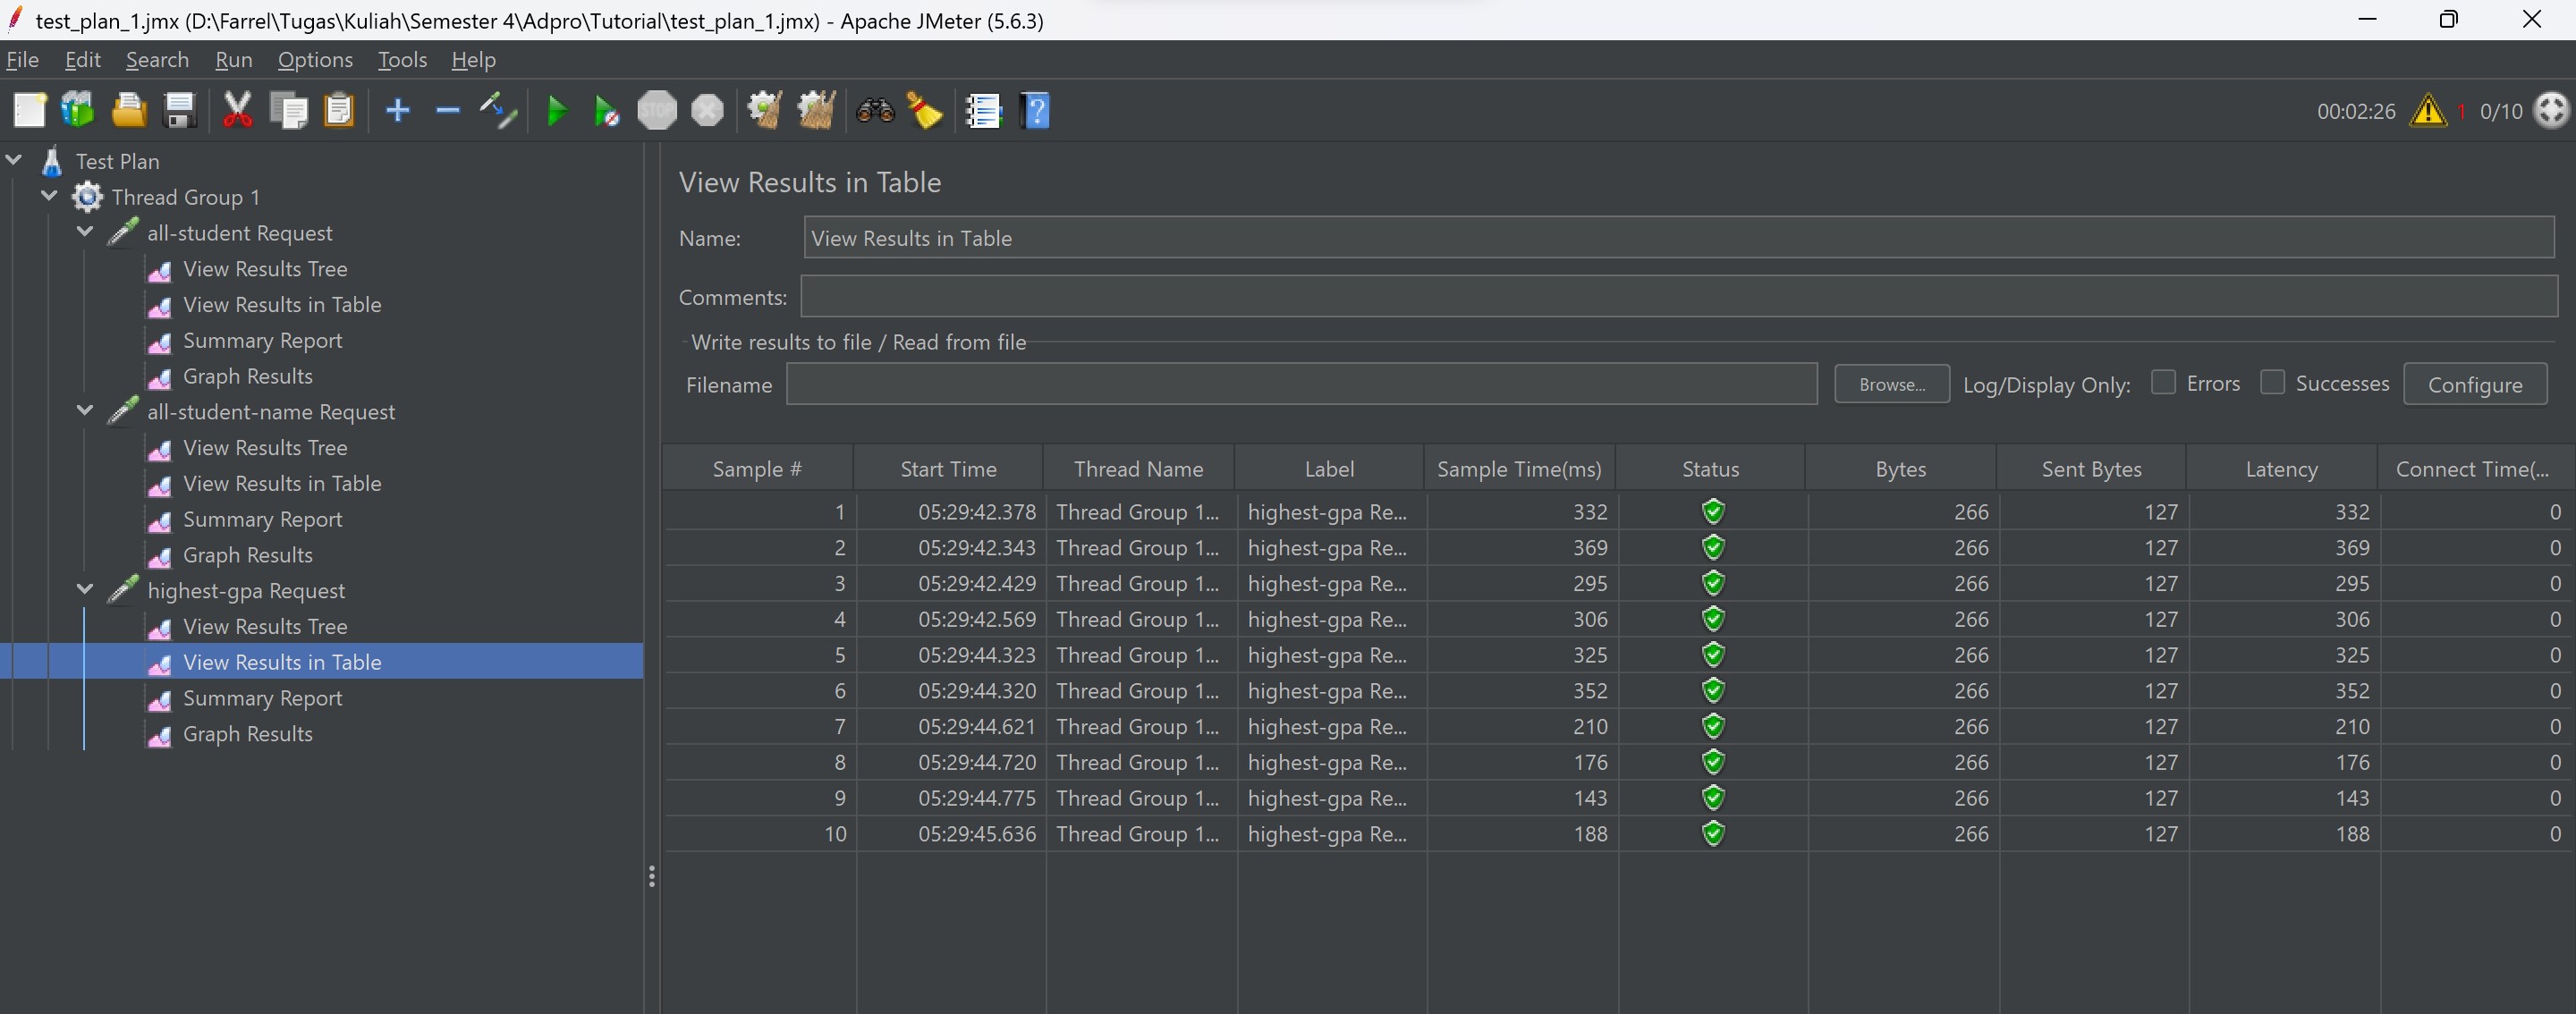 test_plan_1.jmx (D:\Farrel\Tugas\Kuliah\Semester 4\Adpro\Tutorial\test_plan_1.jmx) - Apache JMeter (5.6.3)
File Edit Search Run Options Tools Help
STOP 00:02:26 1 0/10
Test Plan
Thread Group 1
all-student Request
View Results Tree
View Results in Table
Summary Report
Graph Results
all-student-name Request
View Results Tree
View Results in Table
Summary Report
Graph Results
highest-gpa Request
View Results Tree
View Results in Table
Summary Report
Graph Results
View Results in Table
Name: View Results in Table
Comments:
Write results to file / Read from file
Filename Browse... Log/Display Only: Errors Successes Configure
Sample # Start Time Thread Name Label Sample Time(ms) Status Bytes Sent Bytes Latency Connect Time(...
1 05:29:42.378 Thread Group 1... highest-gpa Re... 332 266 127 332 0
2 05:29:42.343 Thread Group 1... highest-gpa Re... 369 266 127 369 0
3 05:29:42.429 Thread Group 1... highest-gpa Re... 295 266 127 295 0
4 05:29:42.569 Thread Group 1... highest-gpa Re... 306 266 127 306 0
5 05:29:44.323 Thread Group 1... highest-gpa Re... 325 266 127 325 0
6 05:29:44.320 Thread Group 1... highest-gpa Re... 352 266 127 352 0
7 05:29:44.621 Thread Group 1... highest-gpa Re... 210 266 127 210 0
8 05:29:44.720 Thread Group 1... highest-gpa Re... 176 266 127 176 0
9 05:29:44.775 Thread Group 1... highest-gpa Re... 143 266 127 143 0
10 05:29:45.636 Thread Group 1... highest-gpa Re... 188 266 127 188 0